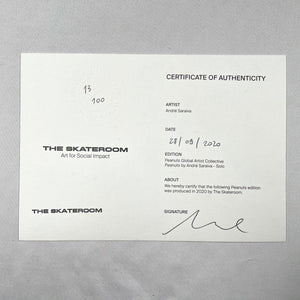 13
100
THE SKATEROOM
Art for Social Impact
THE SKATEROOM
CERTIFICATE OF AUTHENTICITY
ARTIST
André Saraiva
DATE
28/09/2020
EDITION
Peanuts Global Artist Collective
Peanuts by André Saraiva - Solo
ABOUT
We hereby certify that the following Peanuts edition
was produced in 2020 by The Skateroom.
SIGNATURE